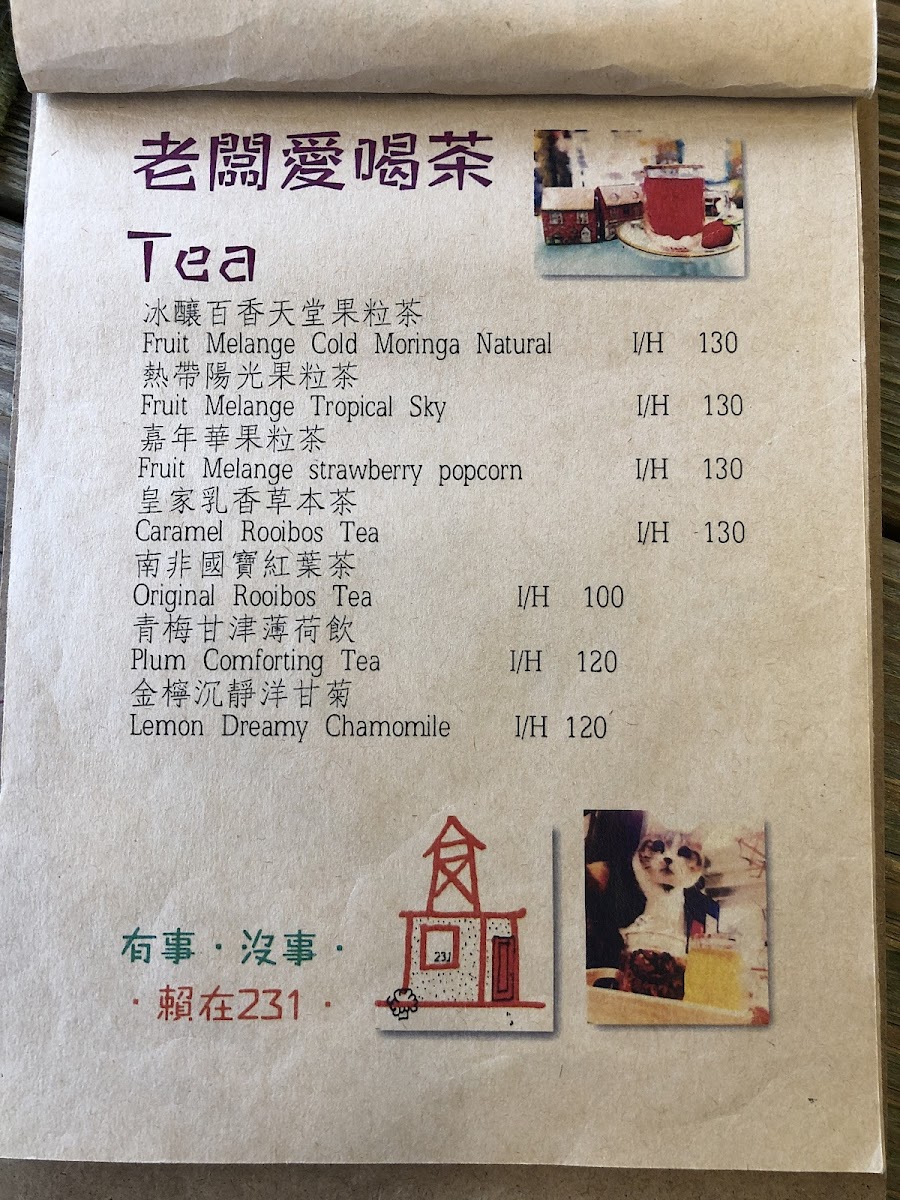 老闆愛喝茶
Tea
冰釀百香天堂果粒茶
Fruit Melange Cold Moringa Natural I/H 130
熱帶陽光果粒茶
Fruit Melange Tropical Sky I/H 130
嘉年華果粒茶
Fruit Melange strawberry popcorn I/H 130
皇家乳香草本茶
Caramel Rooibos Tea I/H 130
南非國寶紅葉茶
Original Rooibos Tea I/H 100
青梅甘津薄荷飲
Plum Comforting Tea I/H 120
金檸沉靜洋甘菊
Lemon Dreamy Chamomile I/H 120
食
231
有事·沒事·
·賴在231·